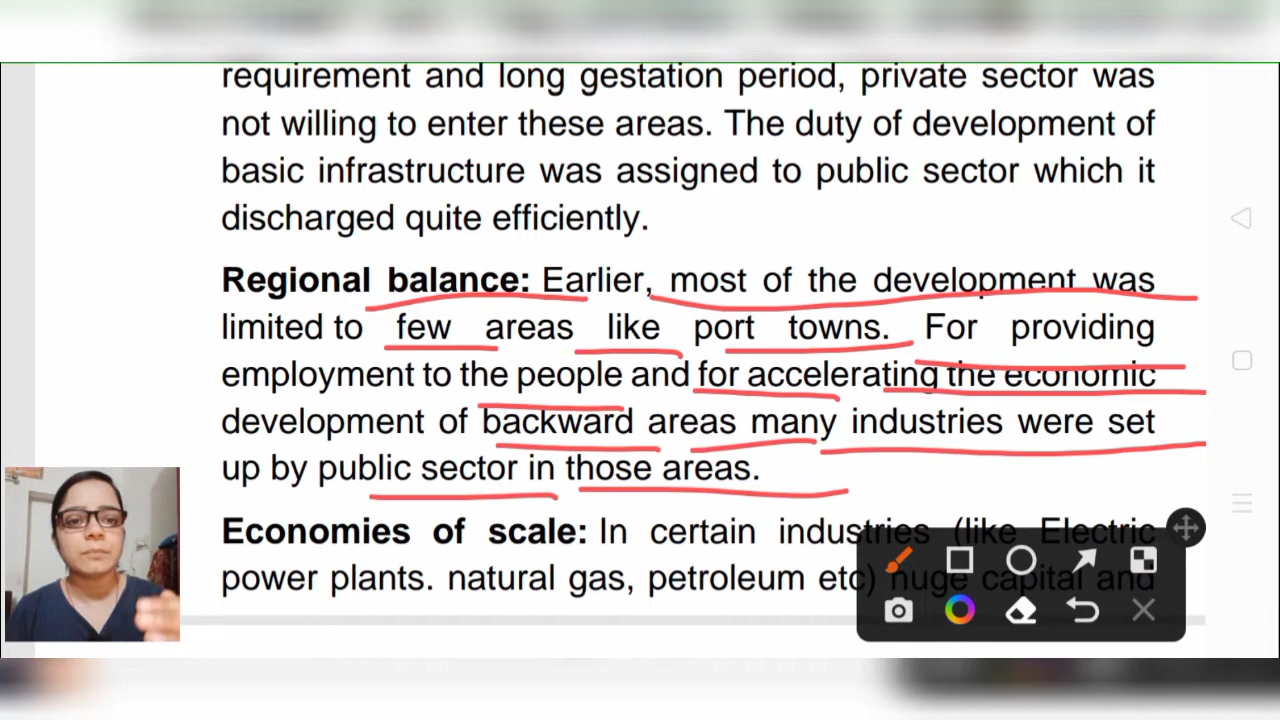 requirement and long gestation period, private sector was
not willing to enter these areas. The duty of development of
basic infrastructure was assigned to public sector which it
discharged quite efficiently.
Regional balance: Earlier, most of the development was
limited to few areas like port towns. For providing
employment to the people and for accelerating the economic
development of backward areas many industries were set
up by public sector in those areas.
Economies of scale: In certain industries (like Electric
power plants. natural gas, petroleum etc) huge capital and